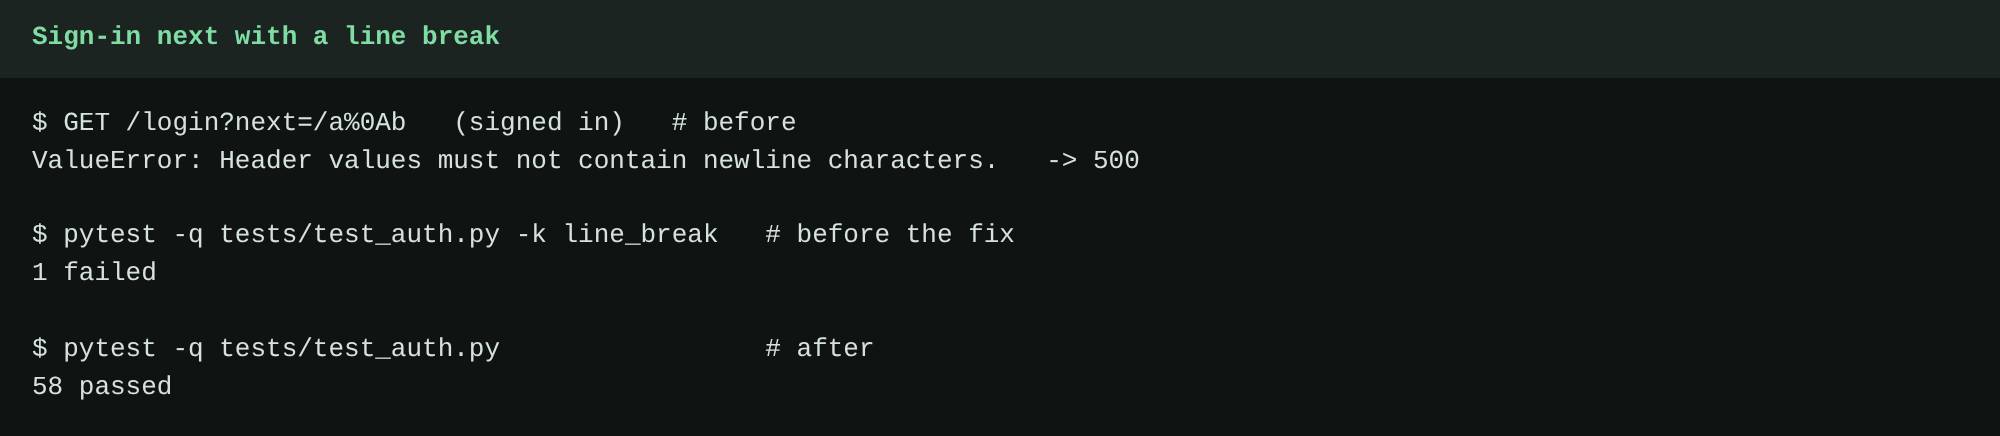 Sign-in next with a line break
$ GET /login?next=/a%0Ab   (signed in)   # before
ValueError: Header values must not contain newline characters.   -> 500
$ pytest -q tests/test_auth.py -k line_break   # before the fix
1 failed
$ pytest -q tests/test_auth.py                 # after
58 passed